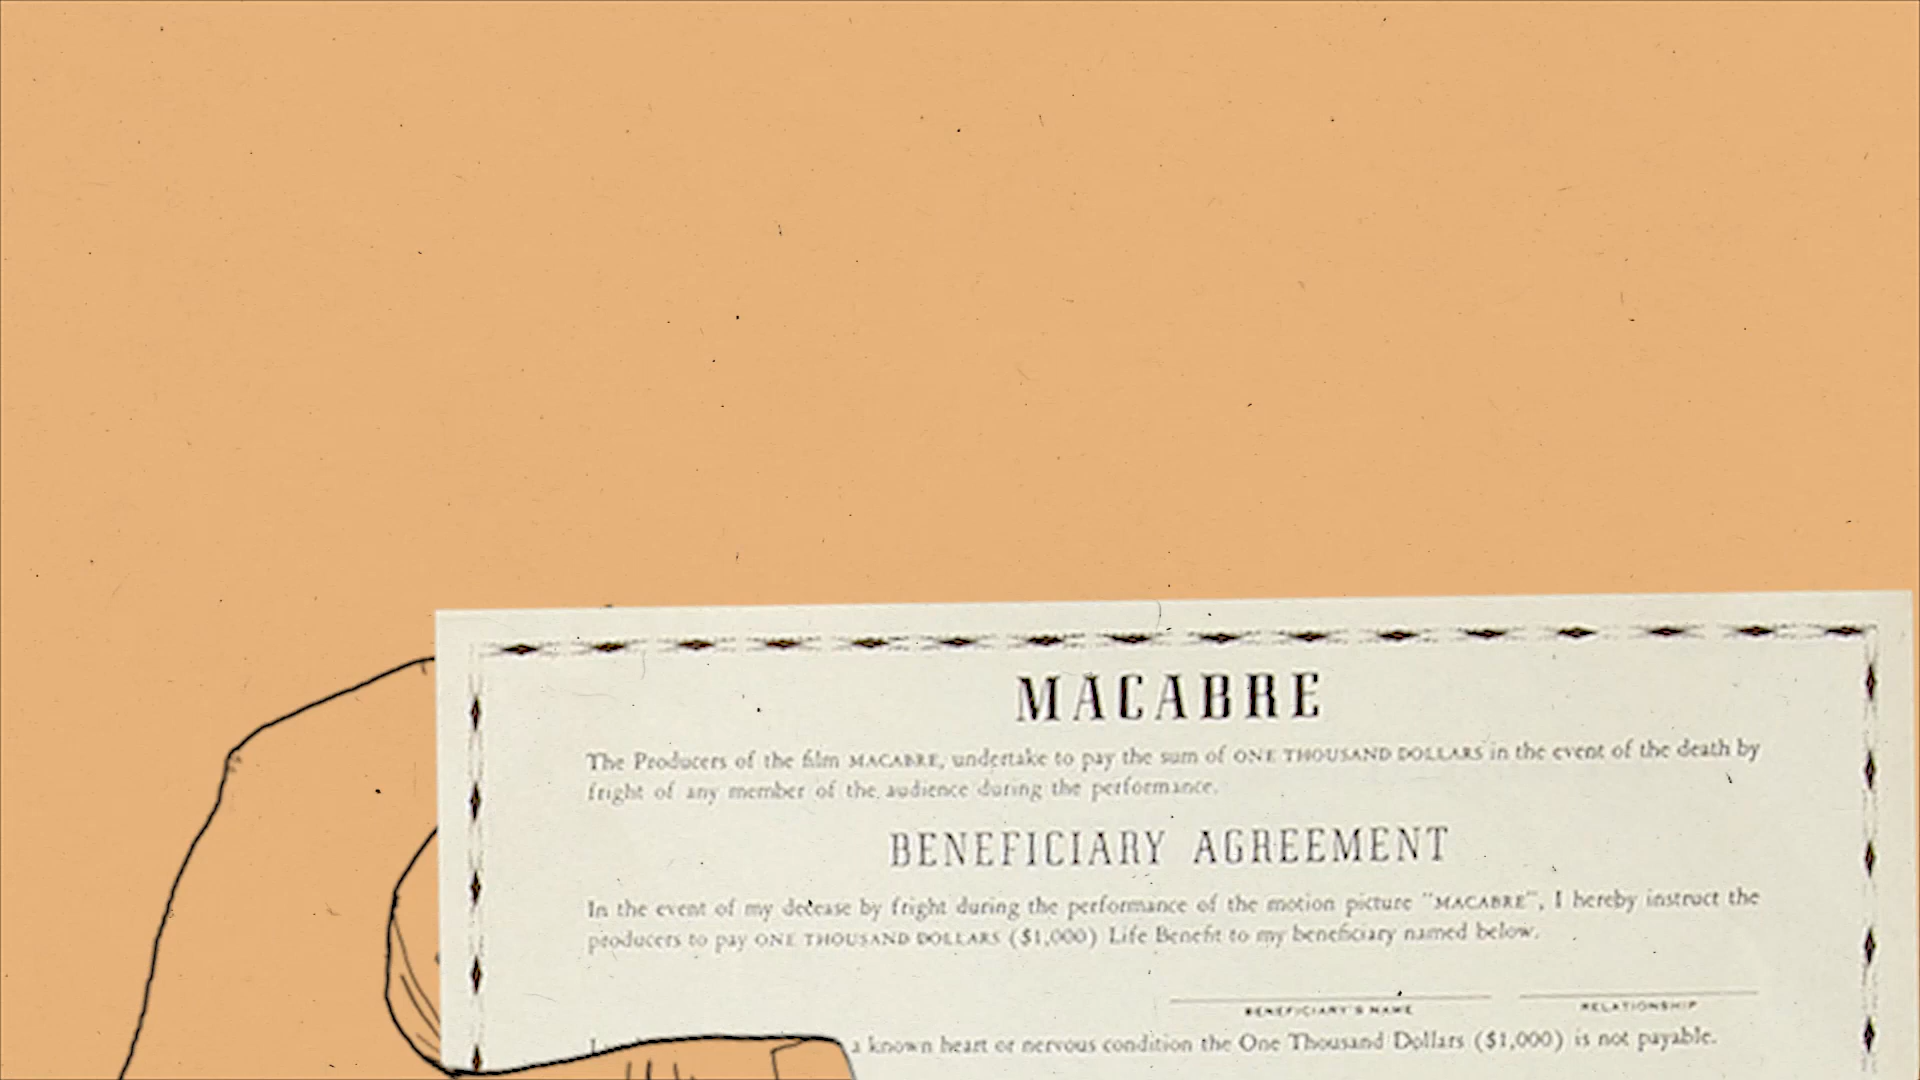 MACABRE
The Producers of the film MACABRE, undertake to pay the sum of ONE THOUSAND DOLLARS in the event of the death by
fright of any member of the audience during the performance.
BENEFICIARY AGREEMENT
In the event of my decease by fright during the performance of the motion picture "MACABRE", I hereby instruct the
producers to pay ONE THOUSAND DOLLARS ($1,000) Life Benefit to my beneficiary named below.
BENEFICIARY'S NAME RELATIONSHIP
a known heart or nervous condition the One Thousand Dollars ($1,000) is not payable.